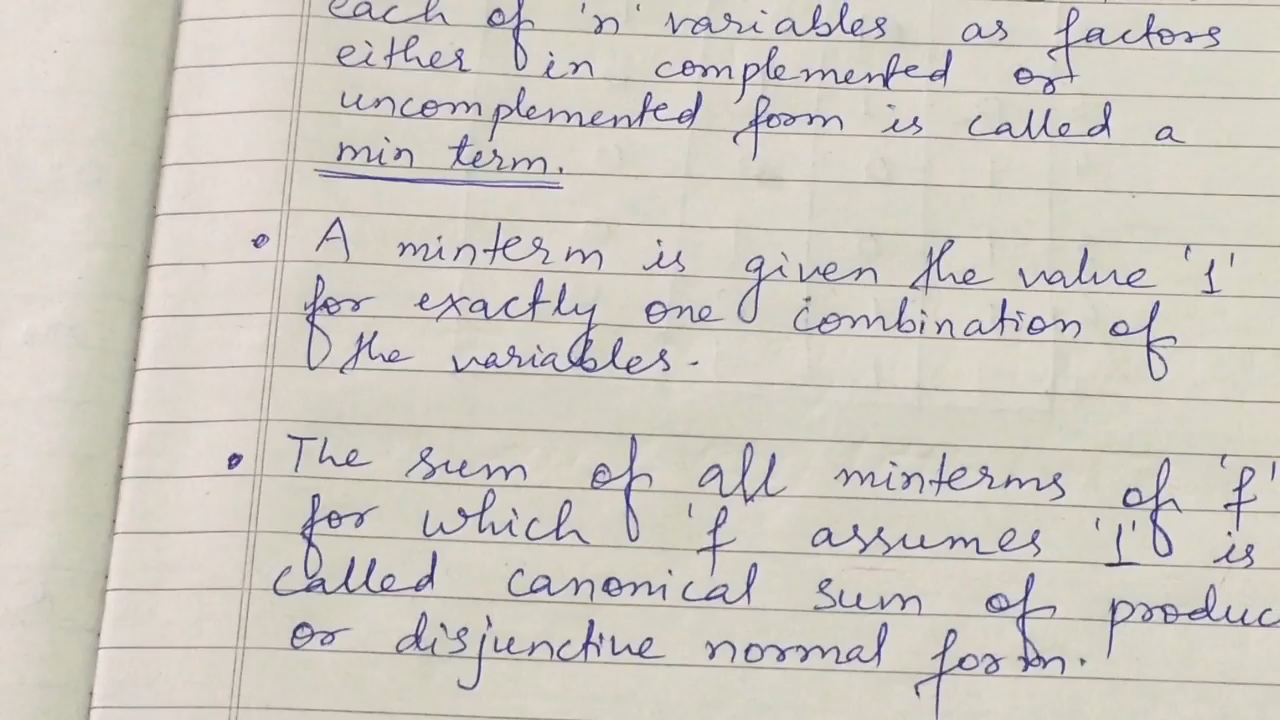 each of 'n' variables as factors
either in complemented or
uncomplemented form is called a
min term.
• A minterm is given the value '1'
for exactly one combination of
the variables.
• The sum of all minterms of 'f'
for which 'f assumes '1' is
called canonical sum of produc
or disjunctive normal form.